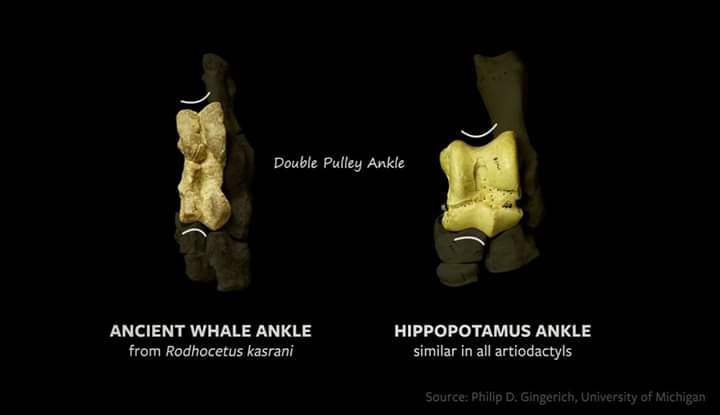 Double Pulley Ankle
ANCIENT WHALE ANKLE
from Rodhocetus kasrani
HIPPOPOTAMUS ANKLE
similar in all artiodactyls
Source: Philip D. Gingerich, University of Michigan